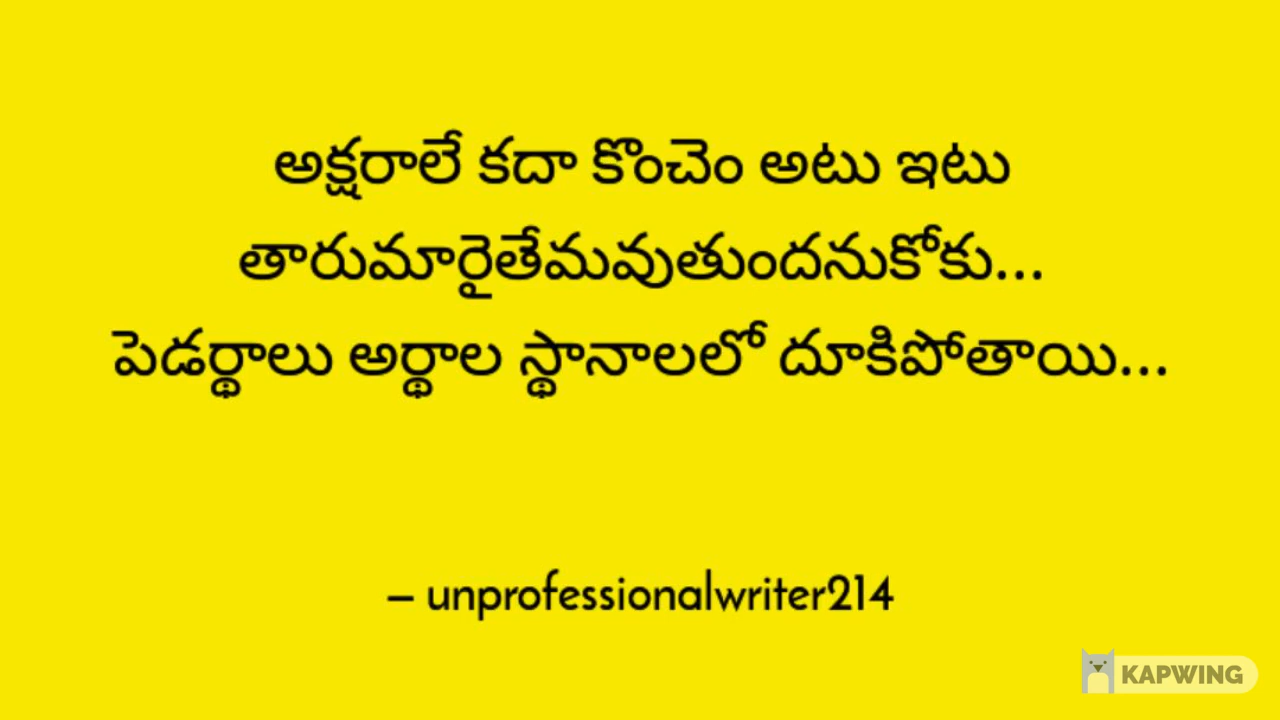 అక్షరాలే కదా కొంచెం అటు ఇటు
తారుమారైతేమవుతుందనుకోకు...
పెడర్థాలు అర్థాల స్థానాలలో దూకిపోతాయి...
– unprofessionalwriter214
KAPWING